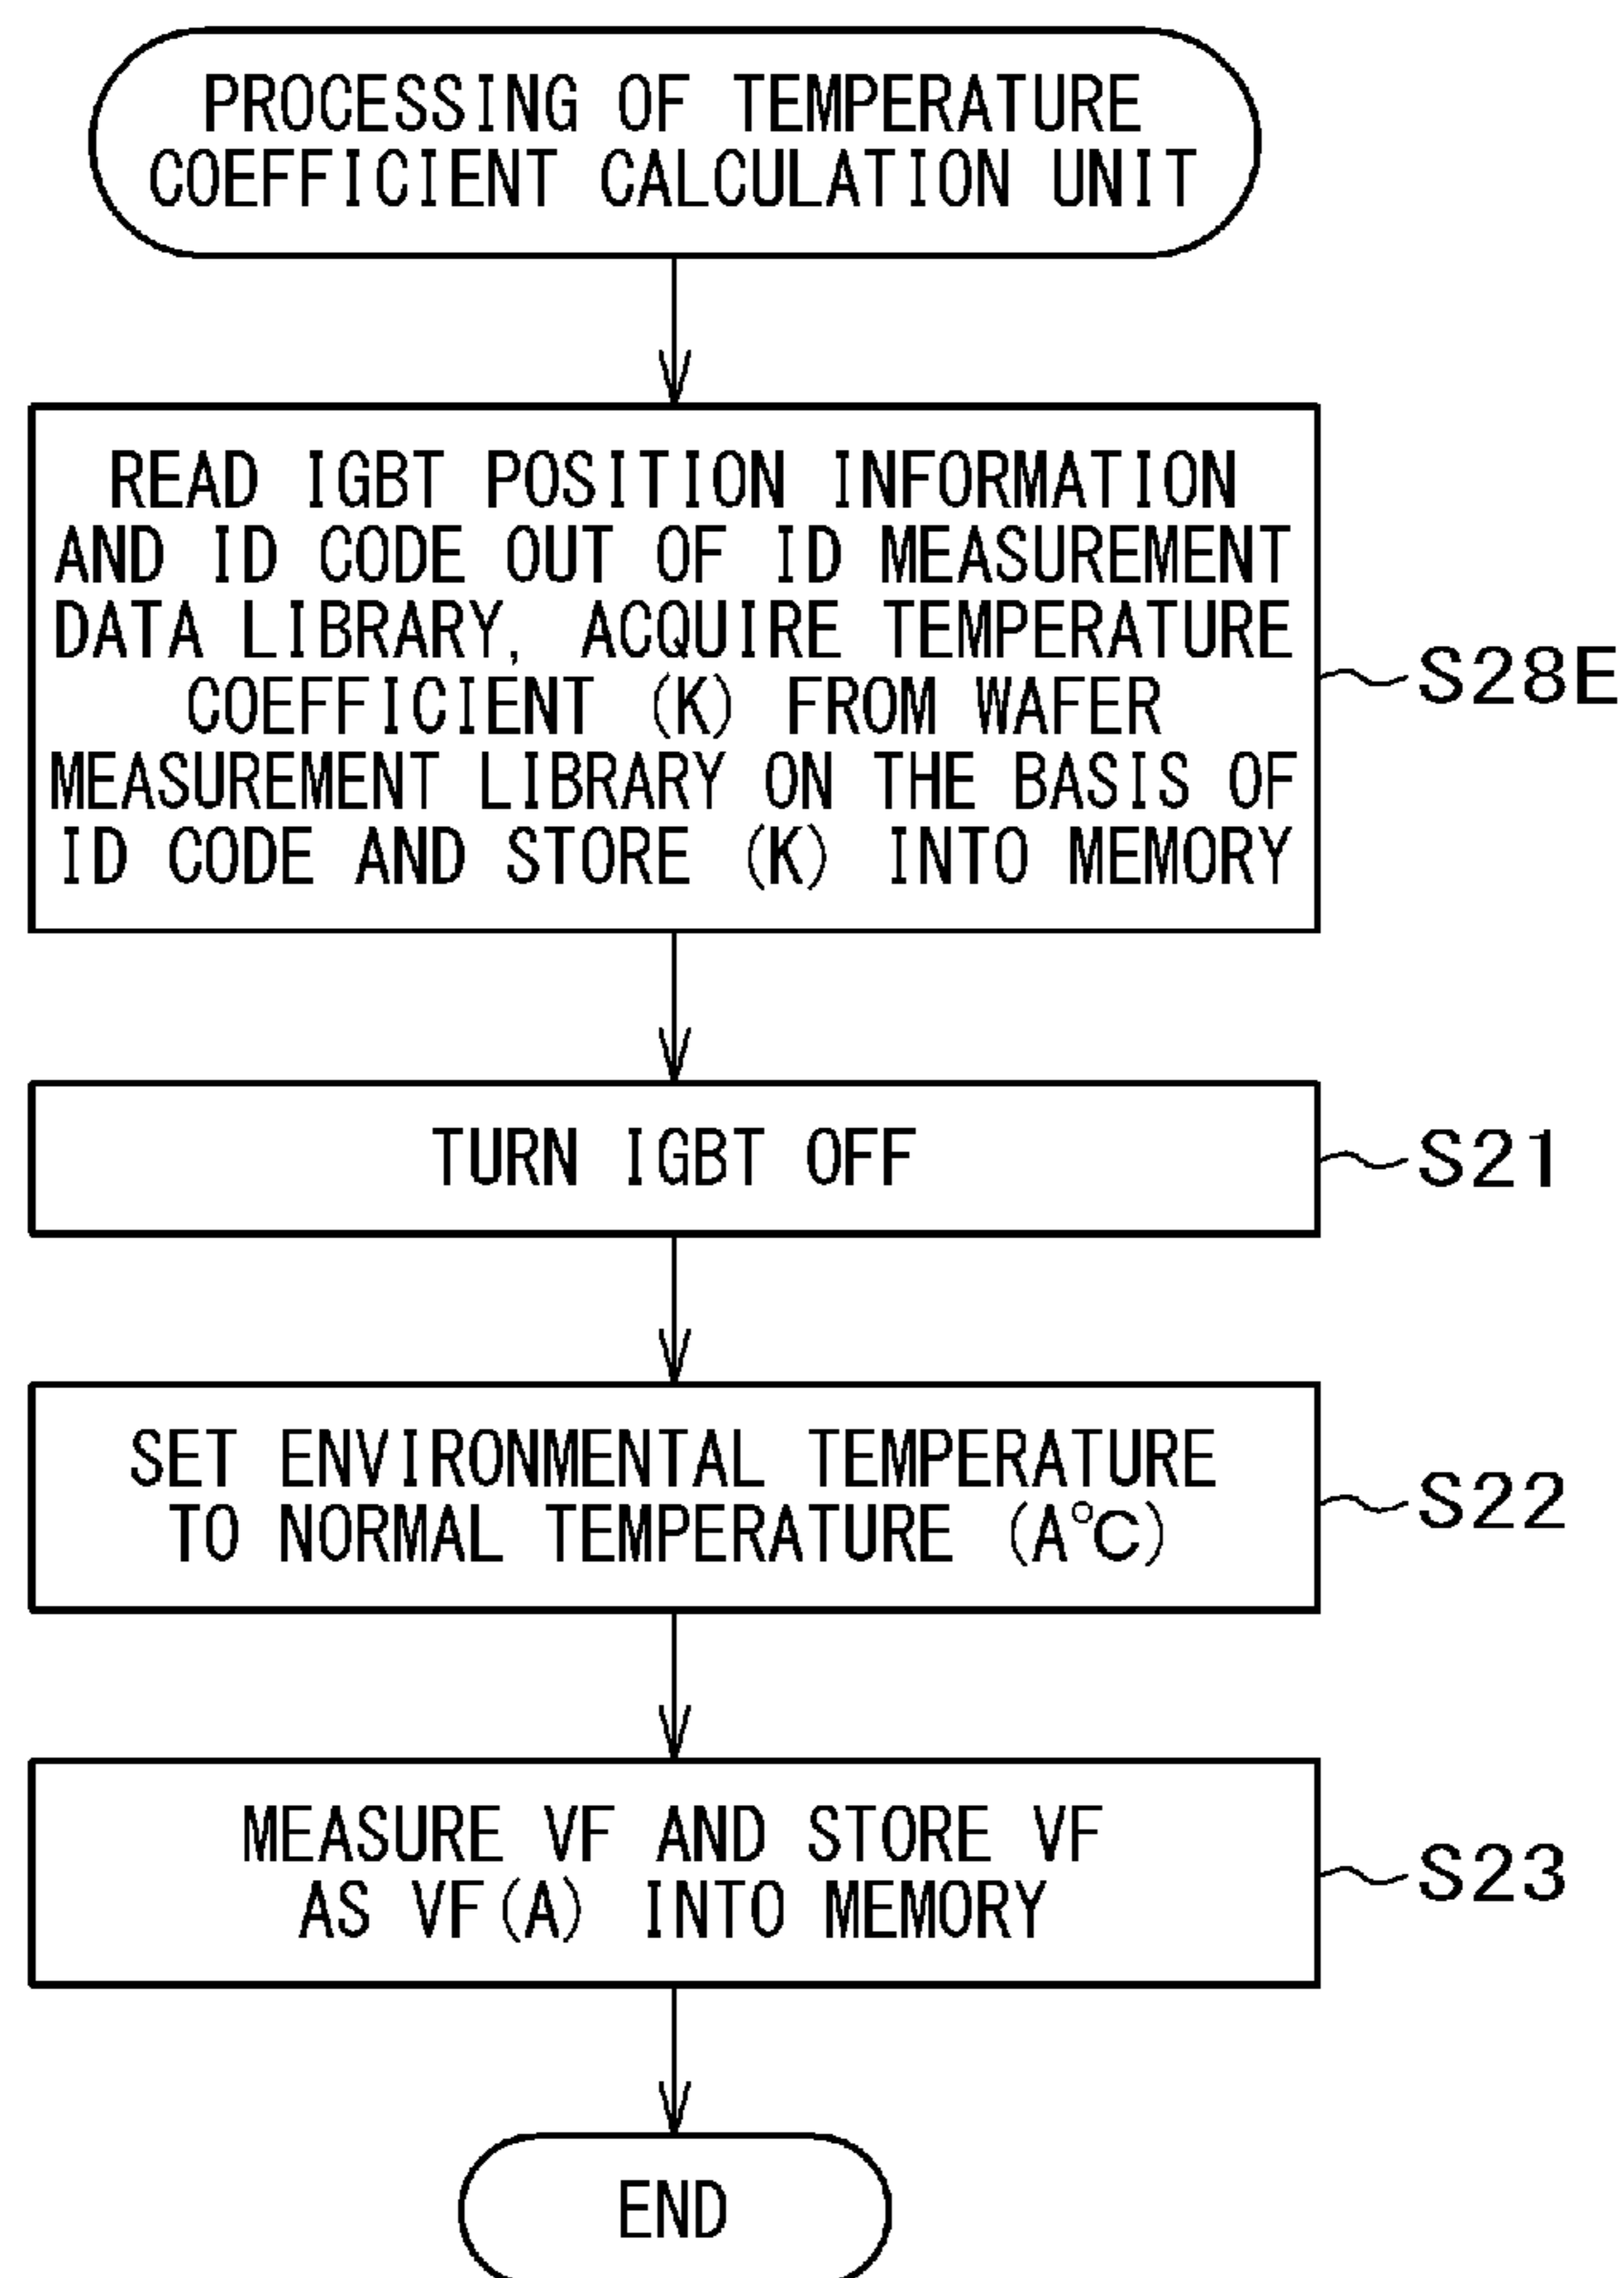 PROCESSING OF TEMPERATURE
COEFFICIENT CALCULATION UNIT
READ IGBT POSITION INFORMATION
AND ID CODE OUT OF ID MEASUREMENT
DATA LIBRARY, ACQUIRE TEMPERATURE
COEFFICIENT (K) FROM WAFER
MEASUREMENT LIBRARY ON THE BASIS OF
ID CODE AND STORE (K) INTO MEMORY
S28E
TURN IGBT OFF
S21
SET ENVIRONMENTAL TEMPERATURE
TO NORMAL TEMPERATURE (A°C)
S22
MEASURE VF AND STORE VF
AS VF(A) INTO MEMORY
S23
END